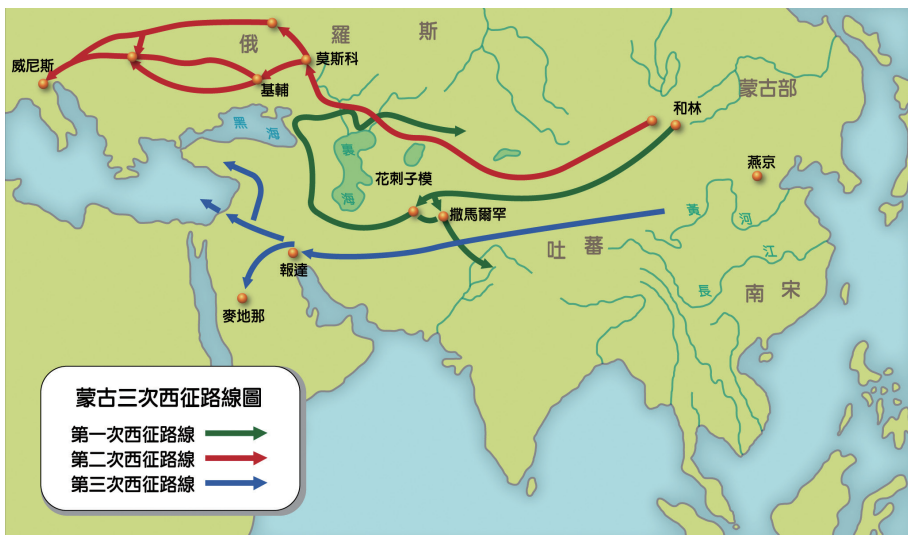 俄羅斯
威尼斯
莫斯科
基輔
和林
蒙古部
黑海
裏海
花剌子模
燕京
撒馬爾罕
黃河
吐蕃
報達
長江
南宋
麥地那
蒙古三次西征路線圖
第一次西征路線
第二次西征路線
第三次西征路線